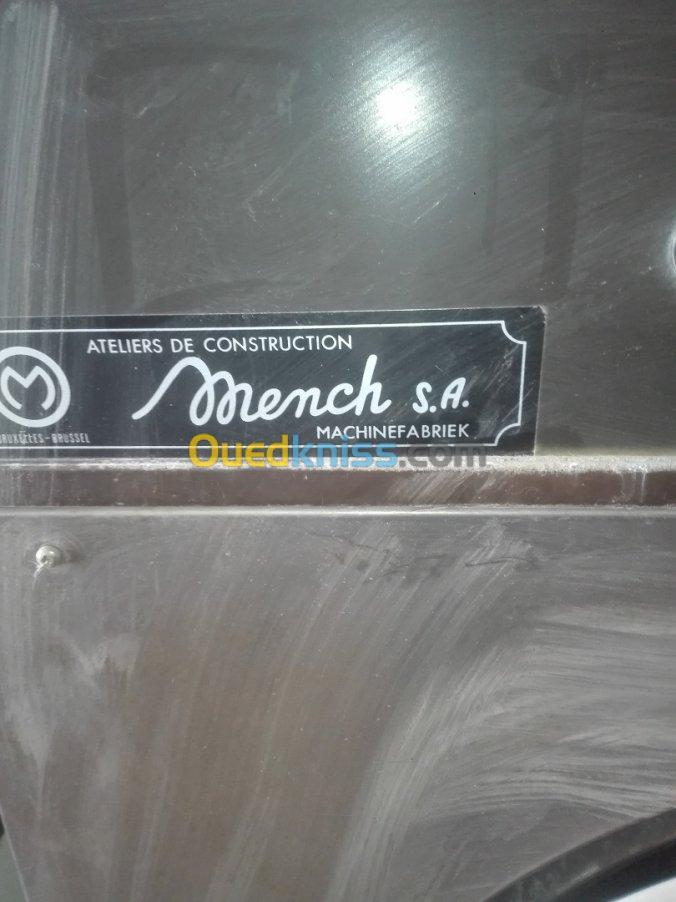 ATELIERS DE CONSTRUCTION
M
Mench S.A.
MACHINEFABRIEK
BRUXELLES-BRUSSEL
Ouedkniss.com